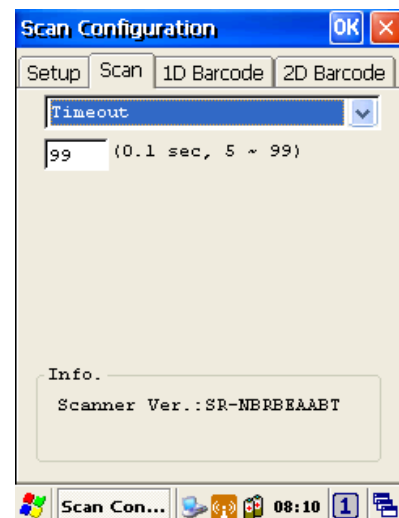 Scan Configuration OK
Setup Scan 1D Barcode 2D Barcode
Timeout
99 (0.1 sec, 5 ~ 99)
Info.
Scanner Ver.:SR-NBRBEAABT
Scan Con... 08:10 1